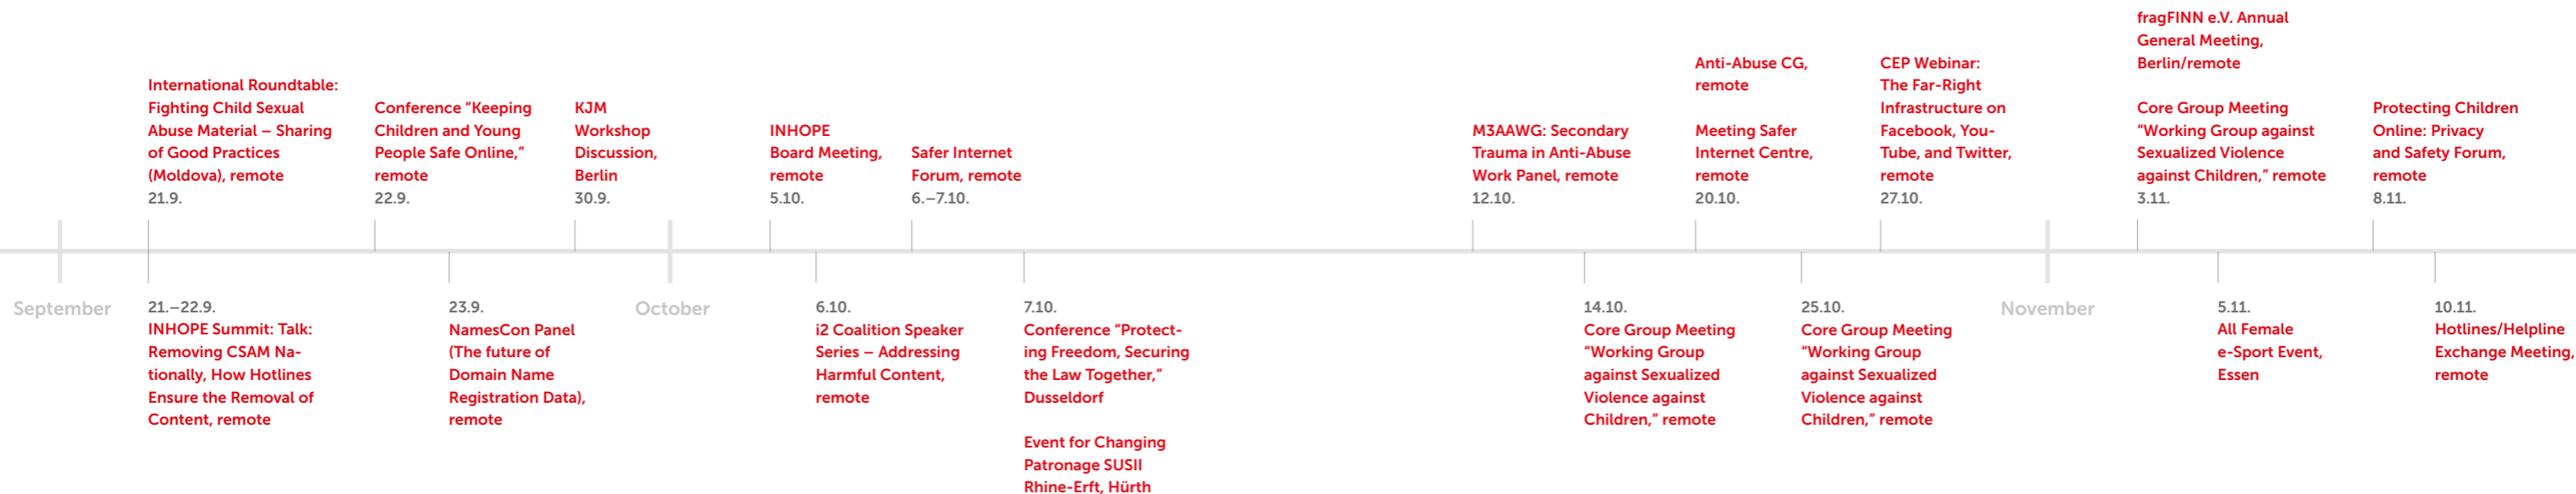 International Roundtable:
Fighting Child Sexual
Abuse Material – Sharing
of Good Practices
(Moldova), remote
21.9.
Conference “Keeping
Children and Young
People Safe Online,”
remote
22.9.
KJM
Workshop
Discussion,
Berlin
30.9.
INHOPE
Board Meeting,
remote
5.10.
Safer Internet
Forum, remote
6.–7.10.
M3AAWG: Secondary
Trauma in Anti-Abuse
Work Panel, remote
12.10.
Anti-Abuse CG,
remote
Meeting Safer
Internet Centre,
remote
20.10.
CEP Webinar:
The Far-Right
Infrastructure on
Facebook, You-
Tube, and Twitter,
remote
27.10.
fragFINN e.V. Annual
General Meeting,
Berlin/remote
Core Group Meeting
“Working Group against
Sexualized Violence
against Children,” remote
3.11.
Protecting Children
Online: Privacy
and Safety Forum,
remote
8.11.
September
21.–22.9.
INHOPE Summit: Talk:
Removing CSAM Na-
tionally, How Hotlines
Ensure the Removal of
Content, remote
23.9.
NamesCon Panel
(The future of
Domain Name
Registration Data),
remote
October
6.10.
i2 Coalition Speaker
Series – Addressing
Harmful Content,
remote
7.10.
Conference “Protect-
ing Freedom, Securing
the Law Together,”
Dusseldorf
Event for Changing
Patronage SUSII
Rhine-Erft, Hürth
14.10.
Core Group Meeting
“Working Group
against Sexualized
Violence against
Children,” remote
25.10.
Core Group Meeting
“Working Group
against Sexualized
Violence against
Children,” remote
November
5.11.
All Female
e-Sport Event,
Essen
10.11.
Hotlines/Helpline
Exchange Meeting,
remote